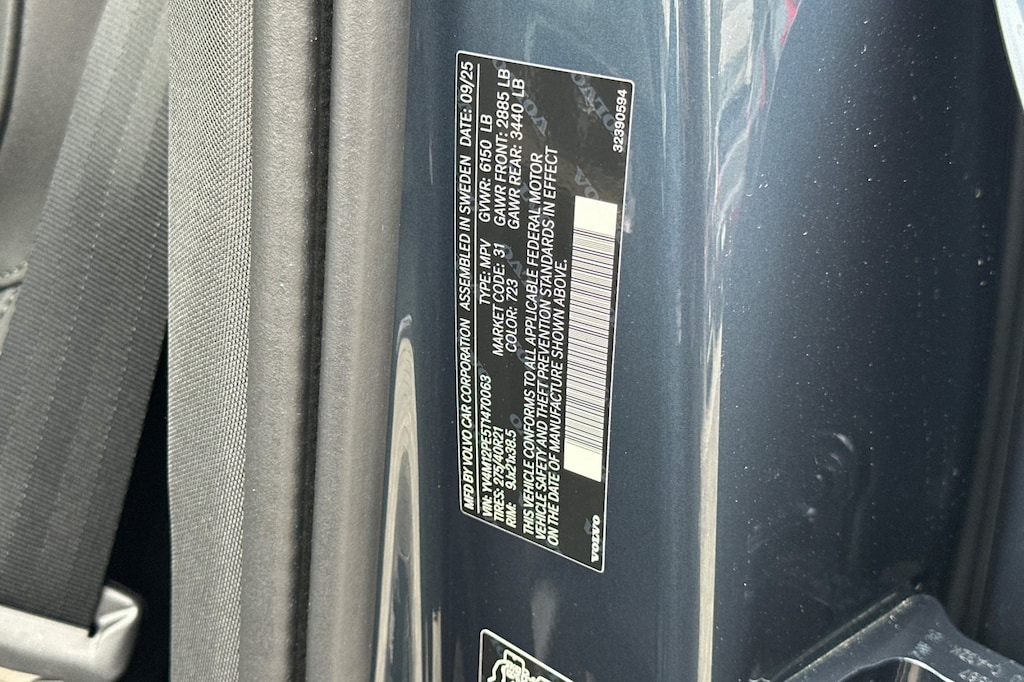 MFD BY VOLVO CAR CORPORATION ASSEMBLED IN SWEDEN DATE: 09/25
VIN: YV4M12PE5T1470063 TYPE: MPV GVWR: 6150 LB
TIRES: 275/40R21 MARKET CODE: 31 GAWR FRONT: 2885 LB
RIM: 9Jx21x38.5 COLOR: 723 GAWR REAR: 3440 LB
THIS VEHICLE CONFORMS TO ALL APPLICABLE FEDERAL MOTOR
VEHICLE SAFETY AND THEFT PREVENTION STANDARDS IN EFFECT
ON THE DATE OF MANUFACTURE SHOWN ABOVE.
VOLVO
32390594